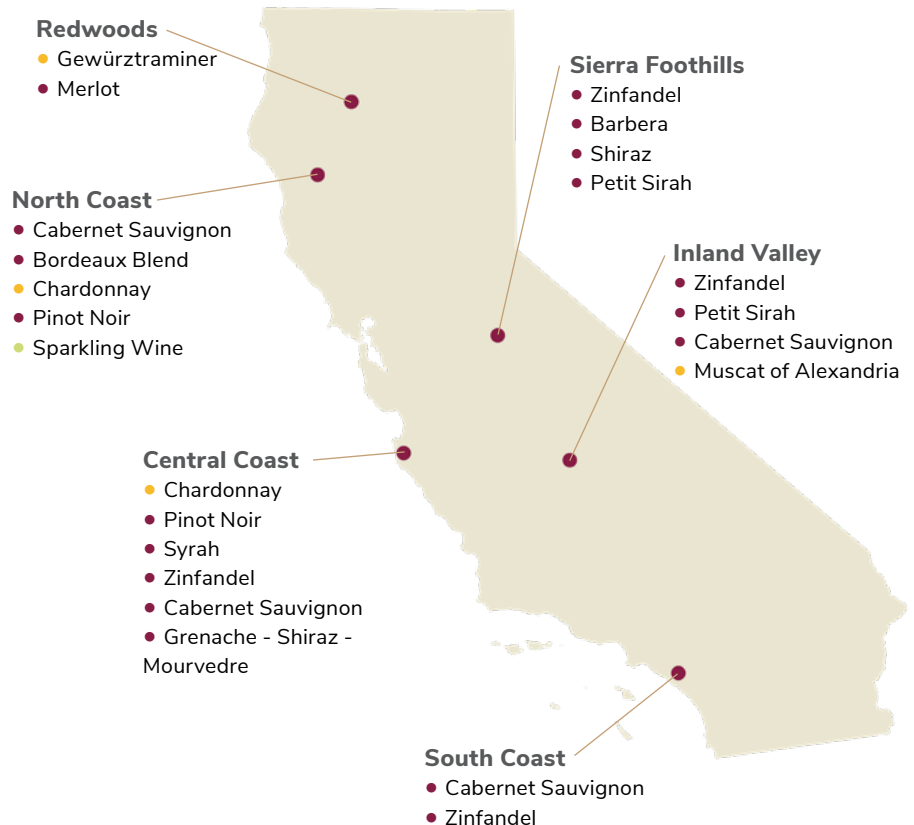 Redwoods
Gewürztraminer
Merlot
North Coast
Cabernet Sauvignon
Bordeaux Blend
Chardonnay
Pinot Noir
Sparkling Wine
Central Coast
Chardonnay
Pinot Noir
Syrah
Zinfandel
Cabernet Sauvignon
Grenache - Shiraz -
Mourvedre
Sierra Foothills
Zinfandel
Barbera
Shiraz
Petit Sirah
Inland Valley
Zinfandel
Petit Sirah
Cabernet Sauvignon
Muscat of Alexandria
South Coast
Cabernet Sauvignon
Zinfandel